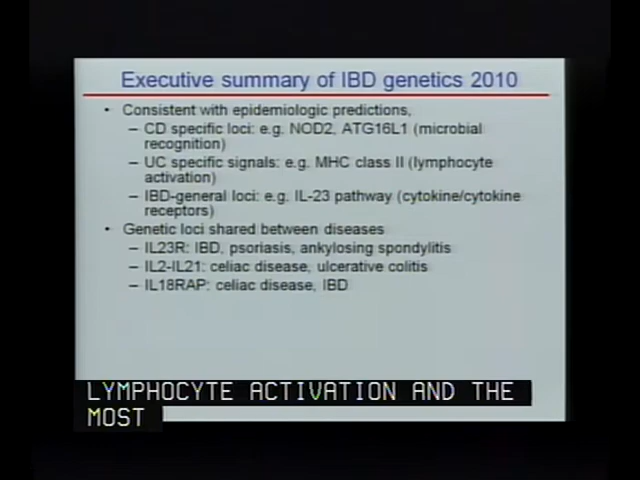 Executive summary of IBD genetics 2010
• Consistent with epidemiologic predictions,
– CD specific loci: e.g. NOD2, ATG16L1 (microbial
recognition)
– UC specific signals: e.g. MHC class II (lymphocyte
activation)
– IBD-general loci: e.g. IL-23 pathway (cytokine/cytokine
receptors)
• Genetic loci shared between diseases
– IL23R: IBD, psoriasis, ankylosing spondylitis
– IL2-IL21: celiac disease, ulcerative colitis
– IL18RAP: celiac disease, IBD
LYMPHOCYTE ACTIVATION AND THE
MOST